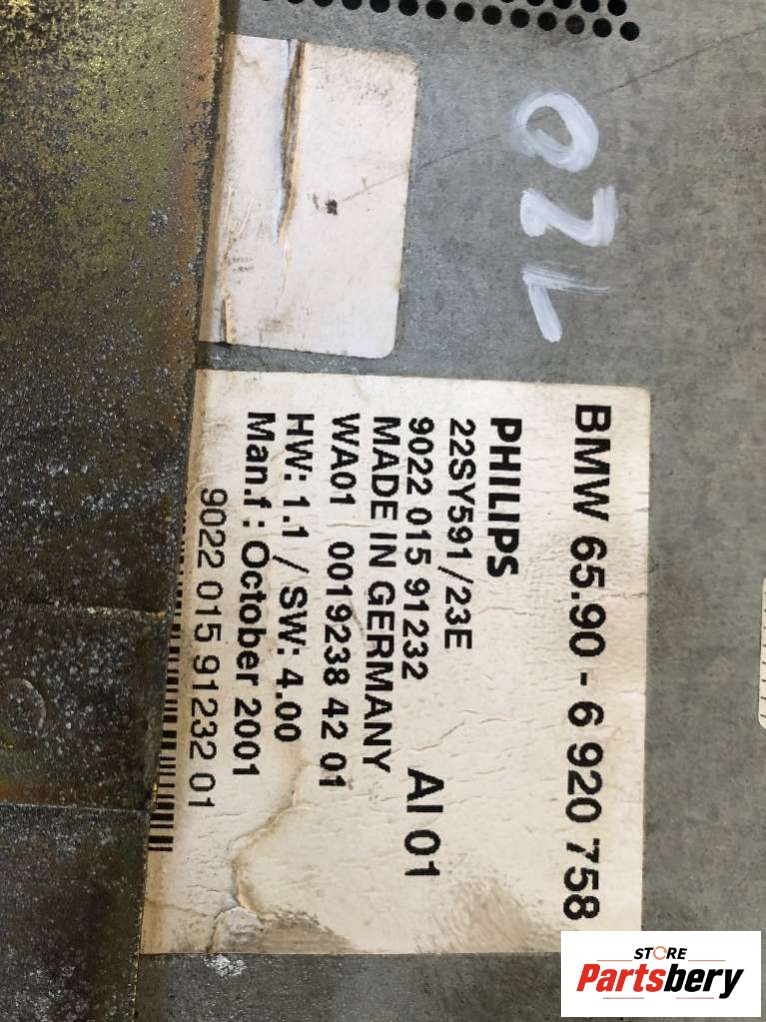 OZL
BMW 65.90 - 6 920 758
PHILIPS
22SY591/23E
9022 015 91232 AI 01
MADE IN GERMANY
WA01 0019238 42 01
HW: 1.1 / SW: 4.00
Man.f : October 2001
9022 015 91232 01
STORE
Partsbery